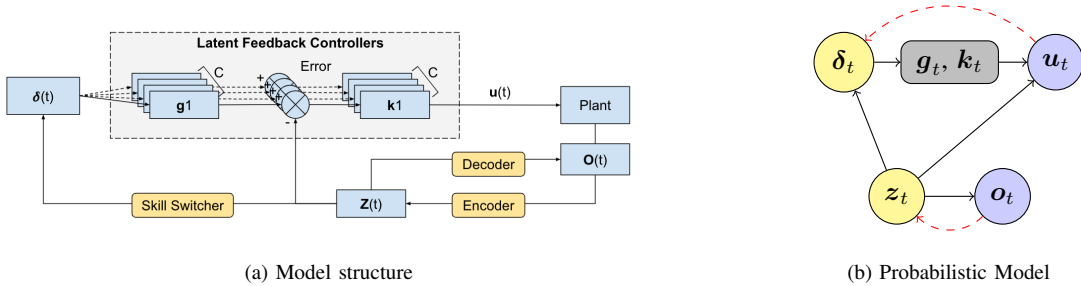 Latent Feedback Controllers
Error
C
C
δ(t)
g1
+
+
+
+
-
k1
u(t)
Plant
Decoder
O(t)
Skill Switcher
Z(t)
Encoder
(a) Model structure
δₜ
gₜ, kₜ
uₜ
zₜ
oₜ
(b) Probabilistic Model